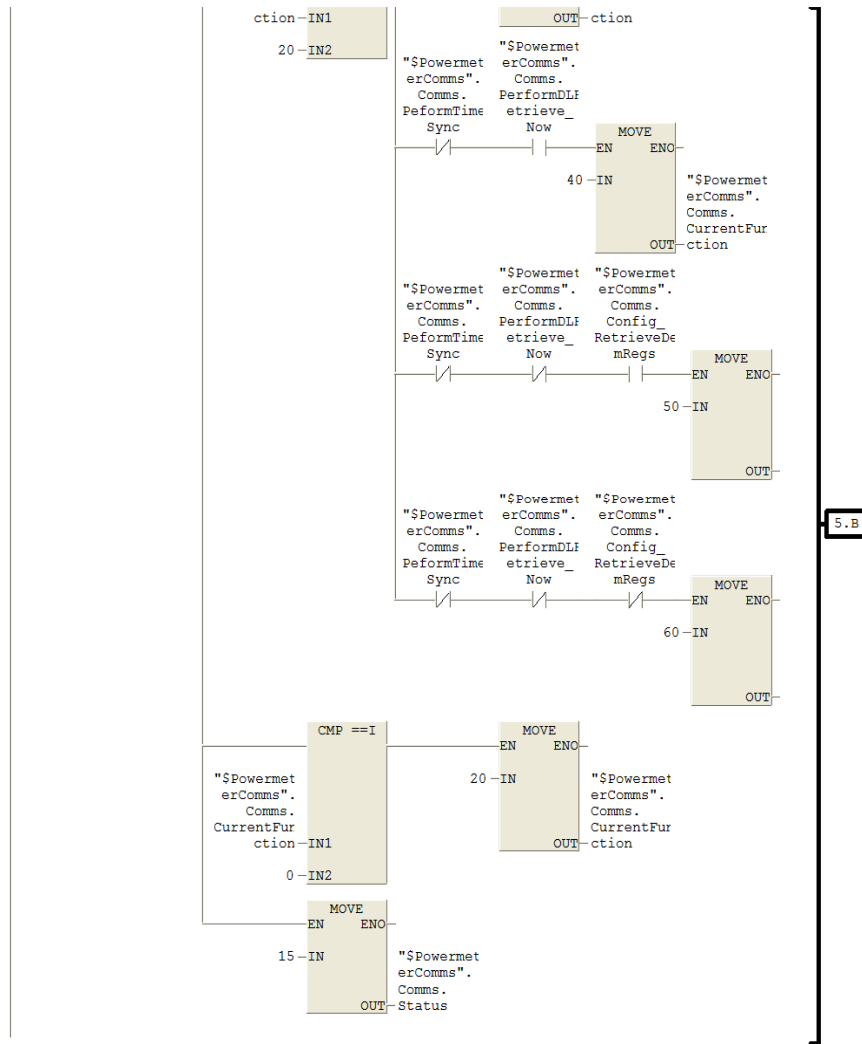 ction IN1
OUT ction
20 IN2
"$Powermet
erComms".
Comms.
PeformTime
Sync
"$Powermet
erComms".
Comms.
PerformDLF
etrieve_
Now
MOVE
EN ENO
40 IN
"$Powermet
erComms".
Comms.
CurrentFur
OUT ction
"$Powermet
erComms".
Comms.
PeformTime
Sync
"$Powermet
erComms".
Comms.
PerformDLF
etrieve_
Now
"$Powermet
erComms".
Comms.
Config_
RetrieveDe
mRegs
MOVE
EN ENO
50 IN
OUT
"$Powermet
erComms".
Comms.
PeformTime
Sync
"$Powermet
erComms".
Comms.
PerformDLF
etrieve_
Now
"$Powermet
erComms".
Comms.
Config_
RetrieveDe
mRegs
MOVE
EN ENO
60 IN
OUT
5.B
CMP ==I
"$Powermet
erComms".
Comms.
CurrentFur
ction IN1
0 IN2
MOVE
EN ENO
20 IN
"$Powermet
erComms".
Comms.
CurrentFur
OUT ction
MOVE
EN ENO
15 IN
"$Powermet
erComms".
Comms.
OUT Status